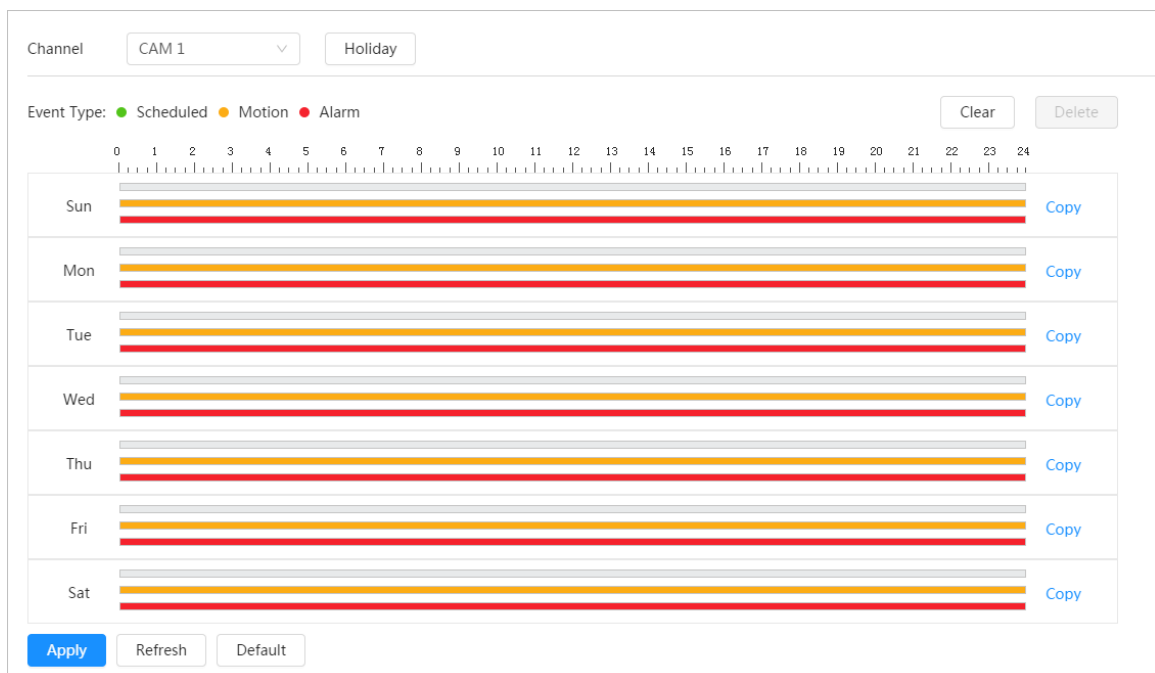 Channel CAM 1 Holiday
Event Type: Scheduled Motion Alarm Clear Delete
0 1 2 3 4 5 6 7 8 9 10 11 12 13 14 15 16 17 18 19 20 21 22 23 24
Sun Copy
Mon Copy
Tue Copy
Wed Copy
Thu Copy
Fri Copy
Sat Copy
Apply Refresh Default